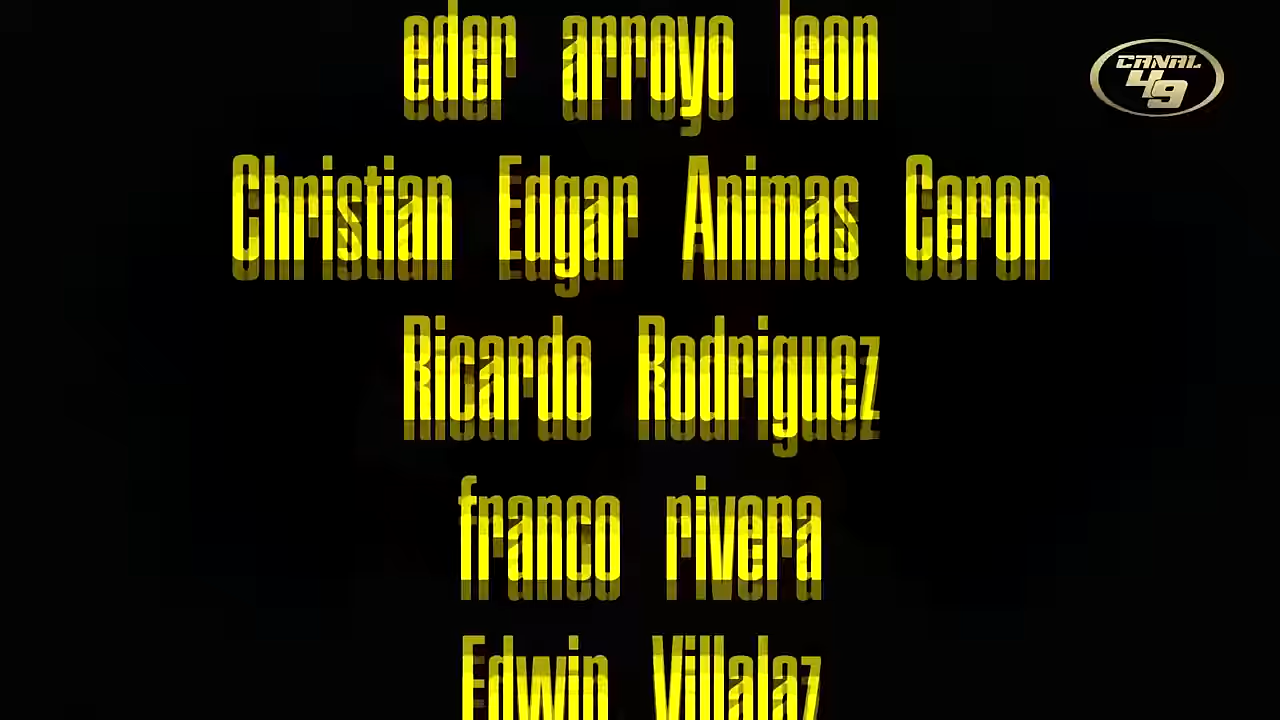 eder arroyo leon
CANAL
49
Christian Edgar Animas Ceron
Ricardo Rodriguez
franco rivera
Edwin Villalaz